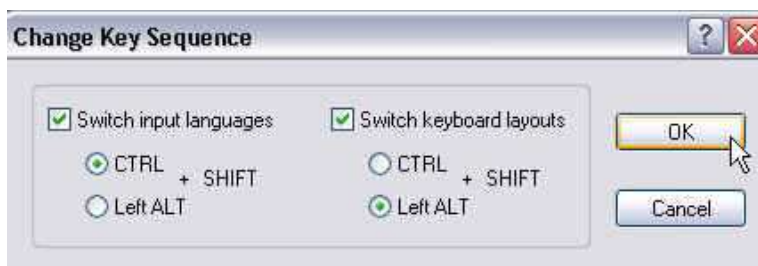 Change Key Sequence
?
Switch input languages
CTRL
+ SHIFT
Left ALT
Switch keyboard layouts
CTRL
+ SHIFT
Left ALT
OK
Cancel